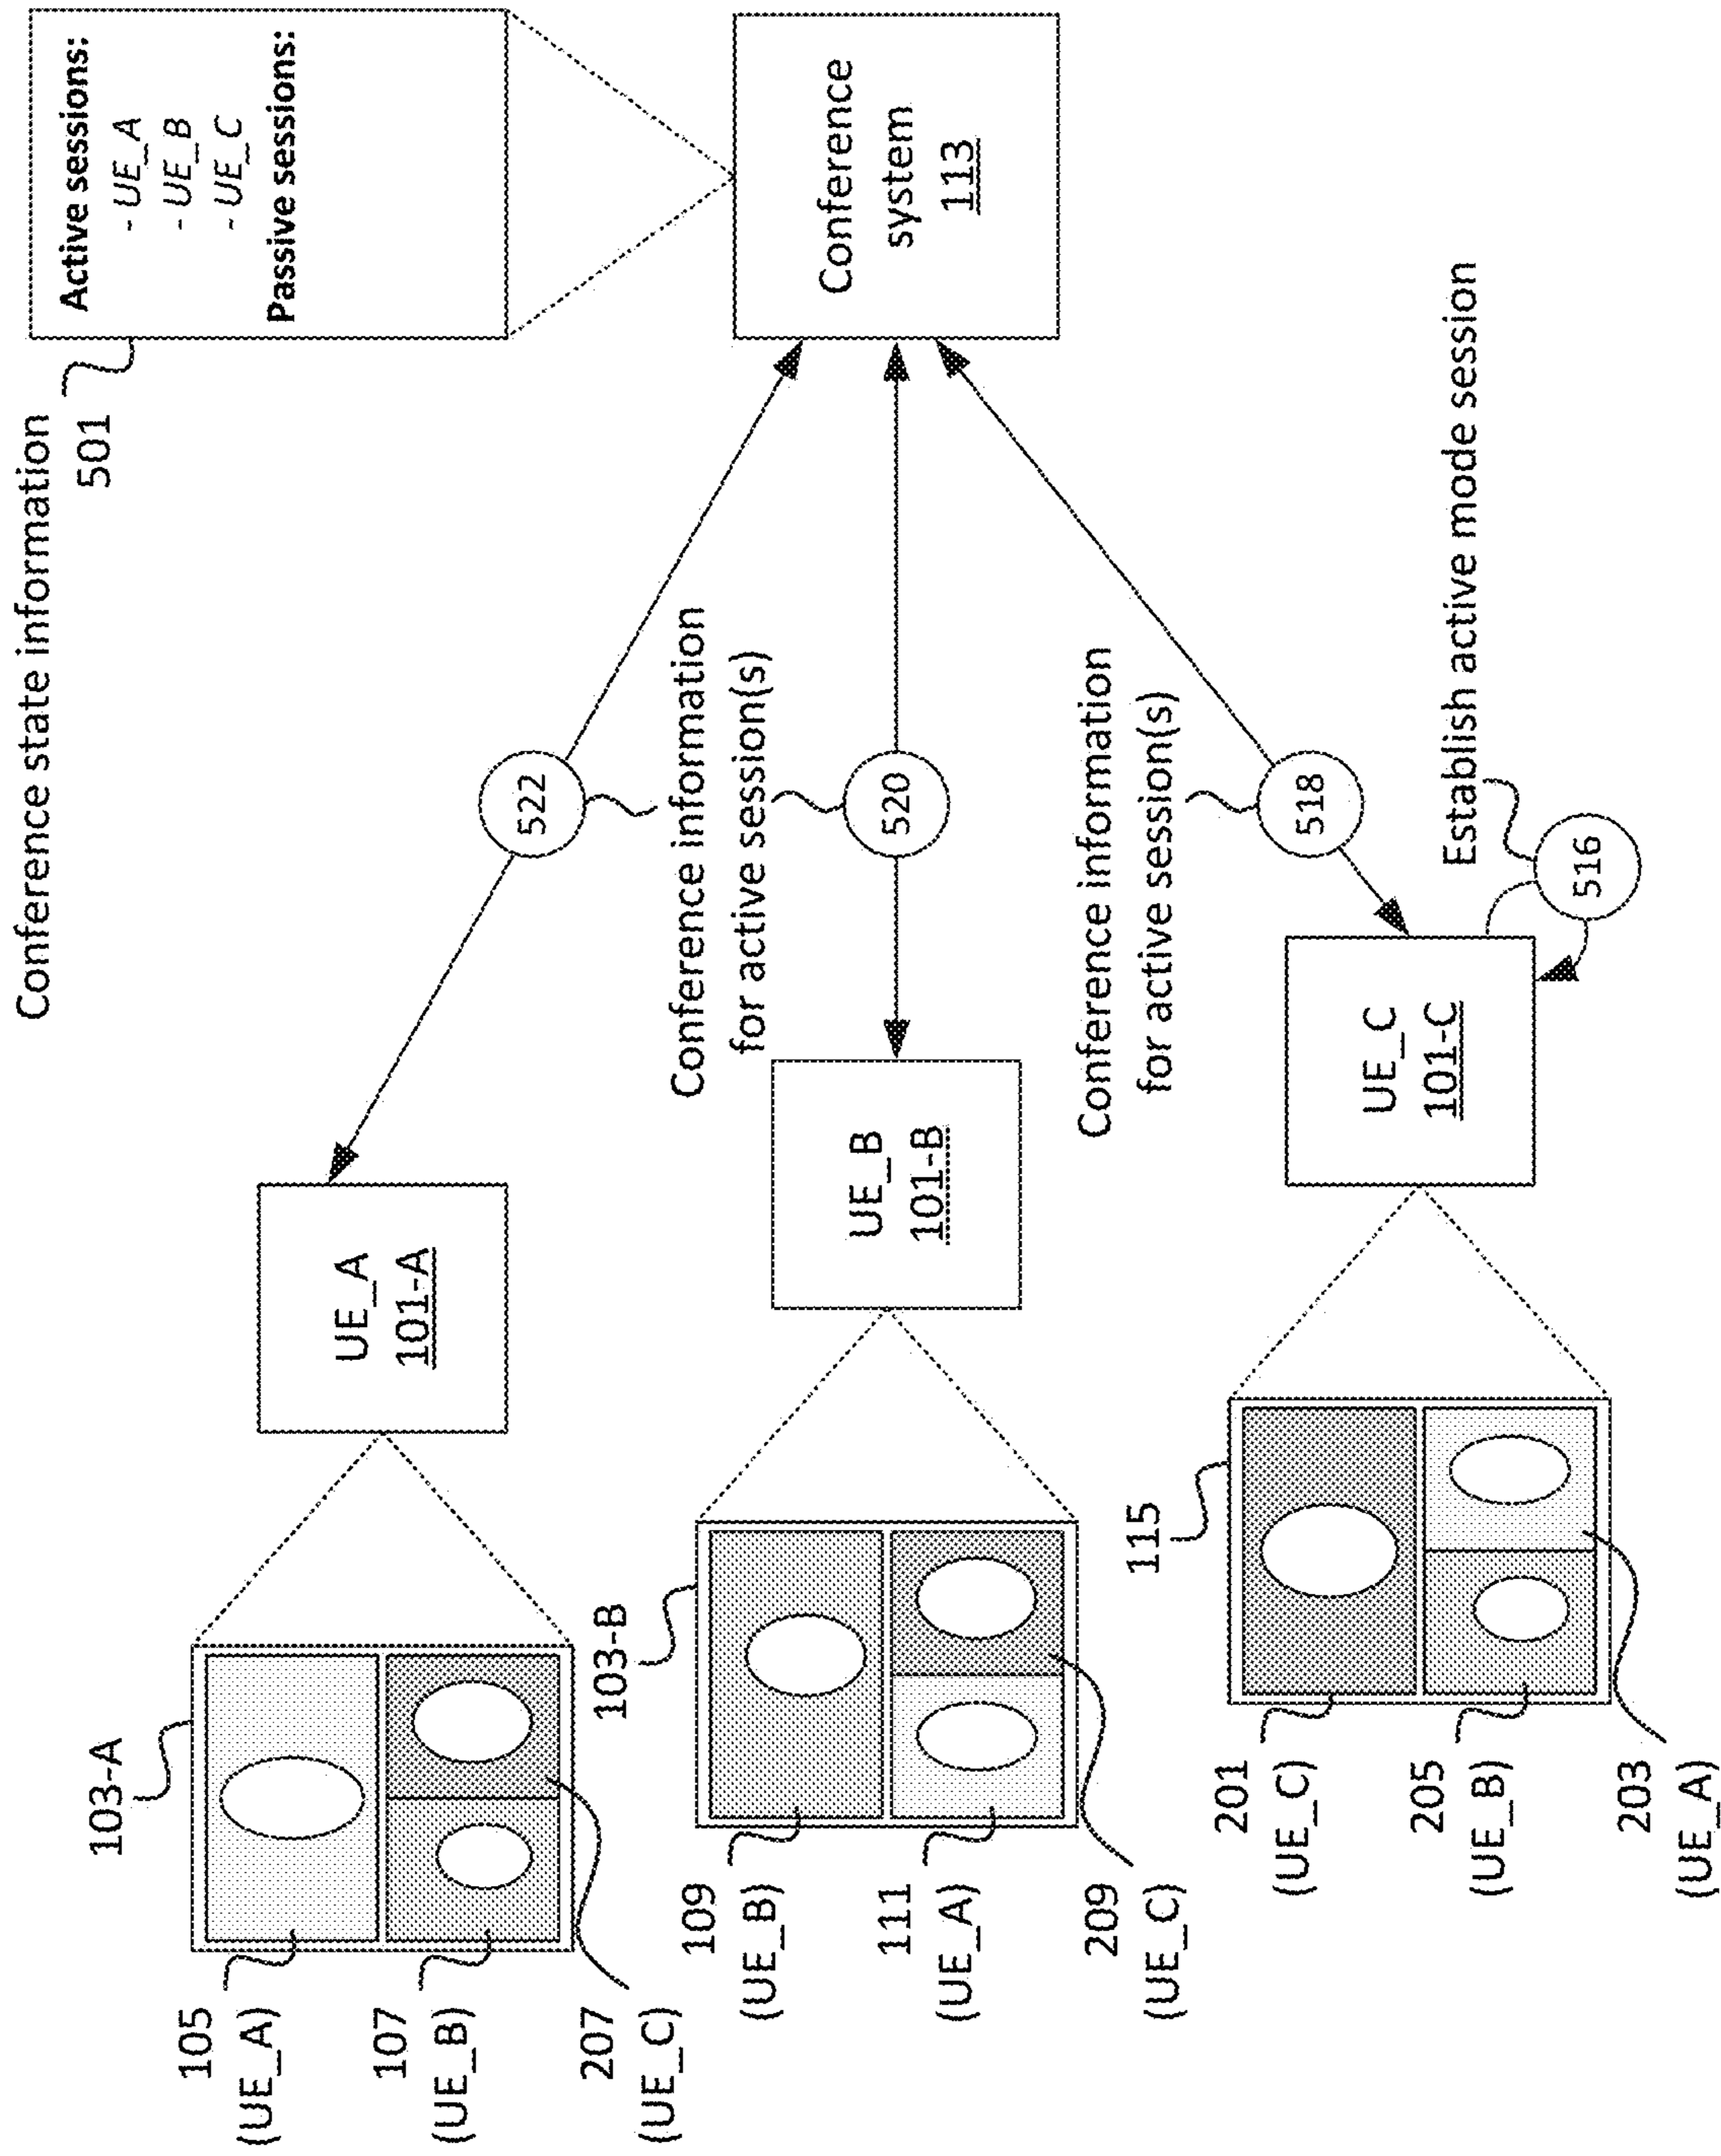 Conference state information
501
Active sessions:
- UE_A
- UE_B
- UE_C
Passive sessions:
Conference
system
113
522
Conference information
for active session(s)
520
Conference information
for active session(s)
518
Establish active mode session
516
UE_A
101-A
UE_B
101-B
UE_C
101-C
103-A
105
(UE_A)
107
(UE_B)
207
(UE_C)
103-B
109
(UE_B)
111
(UE_A)
209
(UE_C)
115
201
(UE_C)
205
(UE_B)
203
(UE_A)